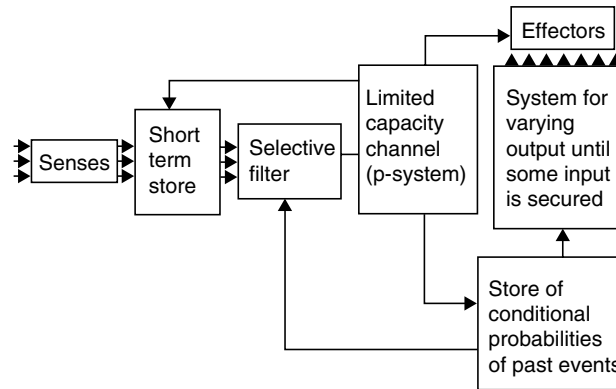 Effectors
Senses
Short
term
store
Selective
filter
Limited
capacity
channel
(p-system)
System for
varying
output until
some input
is secured
Store of
conditional
probabilities
of past events